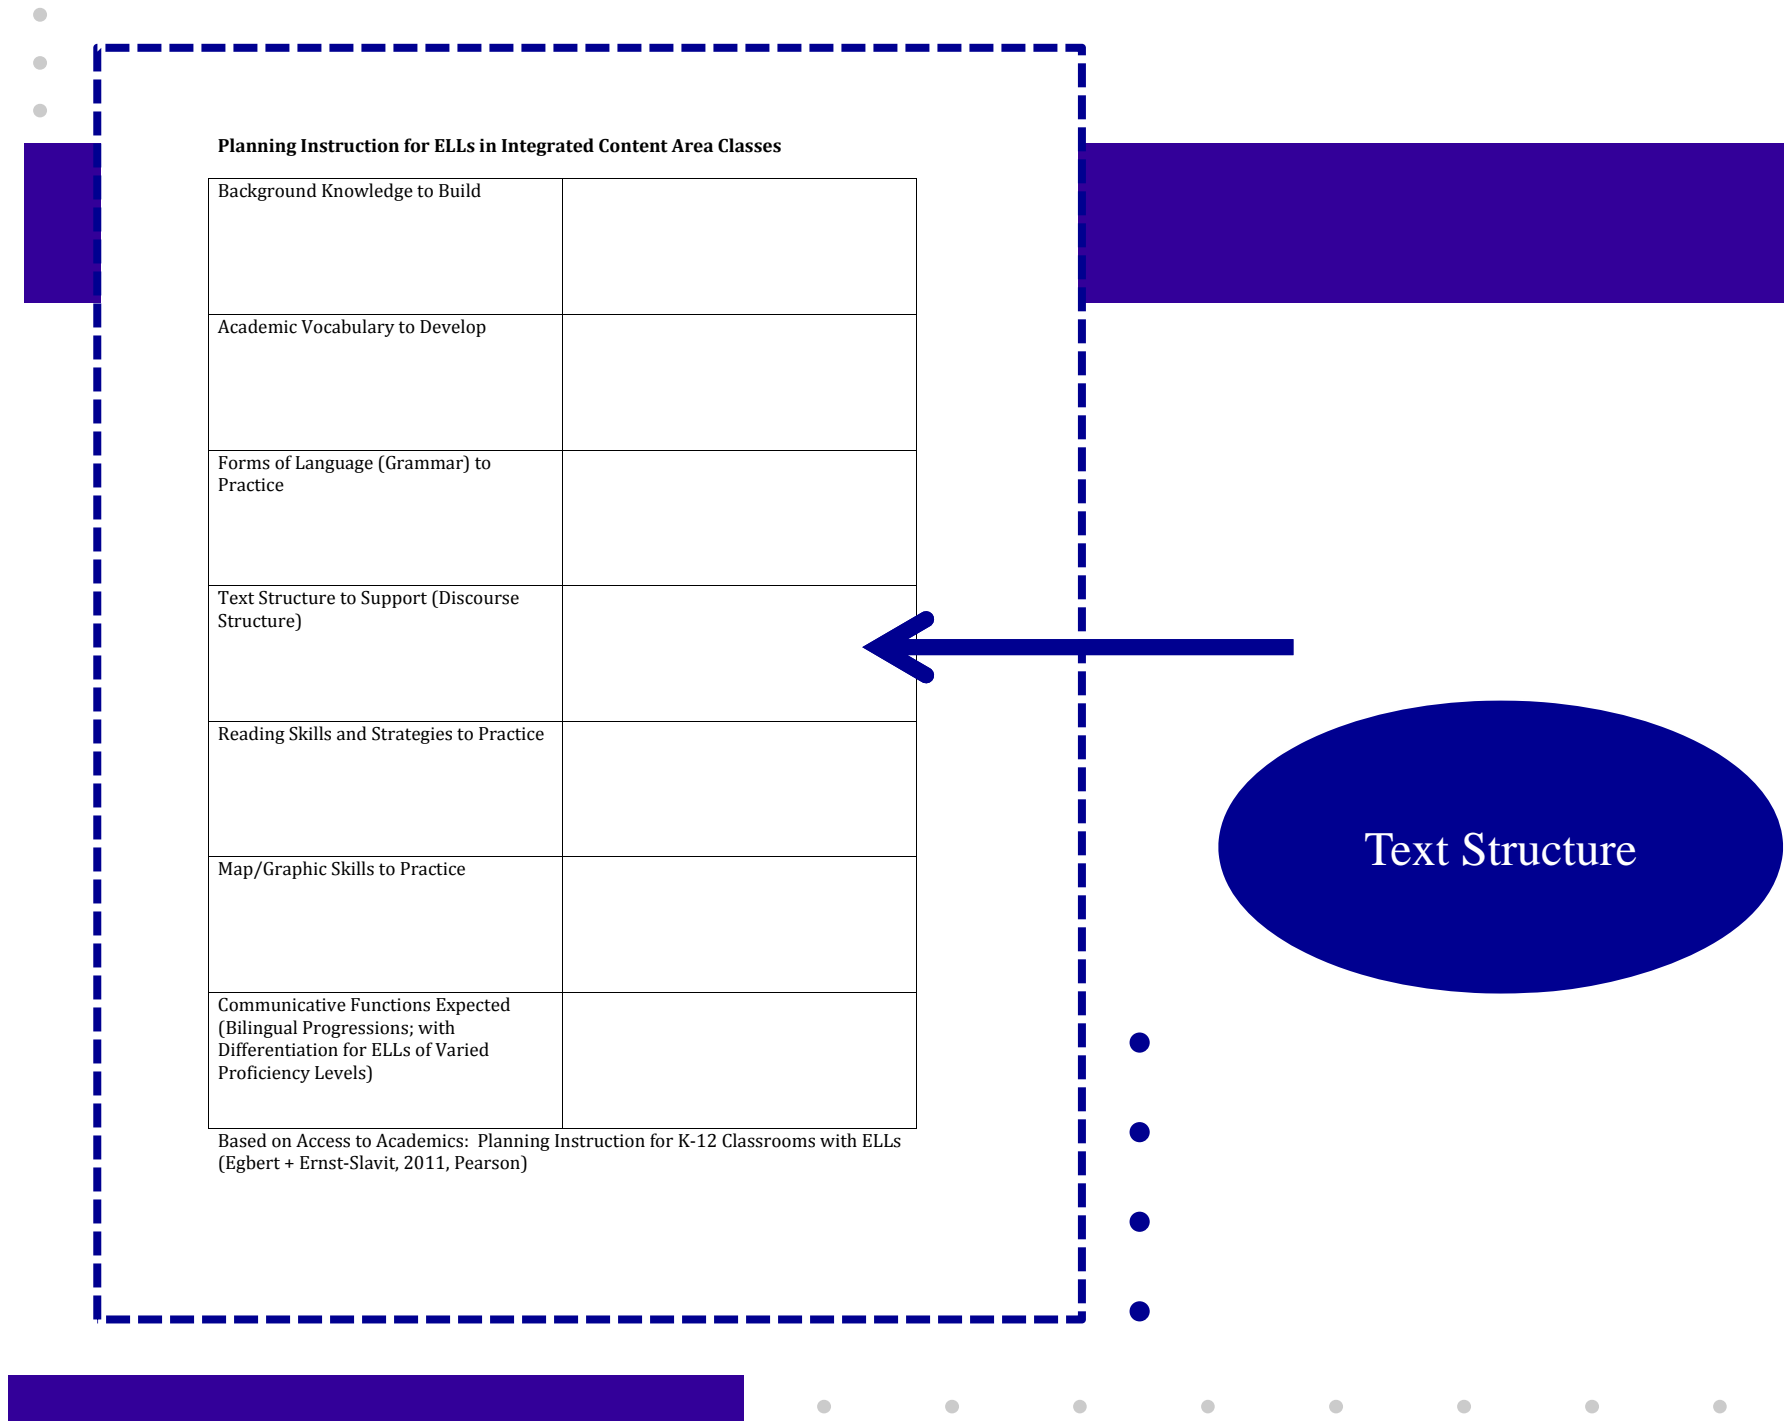 Planning Instruction for ELLs in Integrated Content Area Classes
Background Knowledge to Build
Academic Vocabulary to Develop
Forms of Language (Grammar) to
Practice
Text Structure to Support (Discourse
Structure)
Reading Skills and Strategies to Practice
Map/Graphic Skills to Practice
Communicative Functions Expected
(Bilingual Progressions; with
Differentiation for ELLs of Varied
Proficiency Levels)
Based on Access to Academics:  Planning Instruction for K-12 Classrooms with ELLs
(Egbert + Ernst-Slavit, 2011, Pearson)
Text Structure